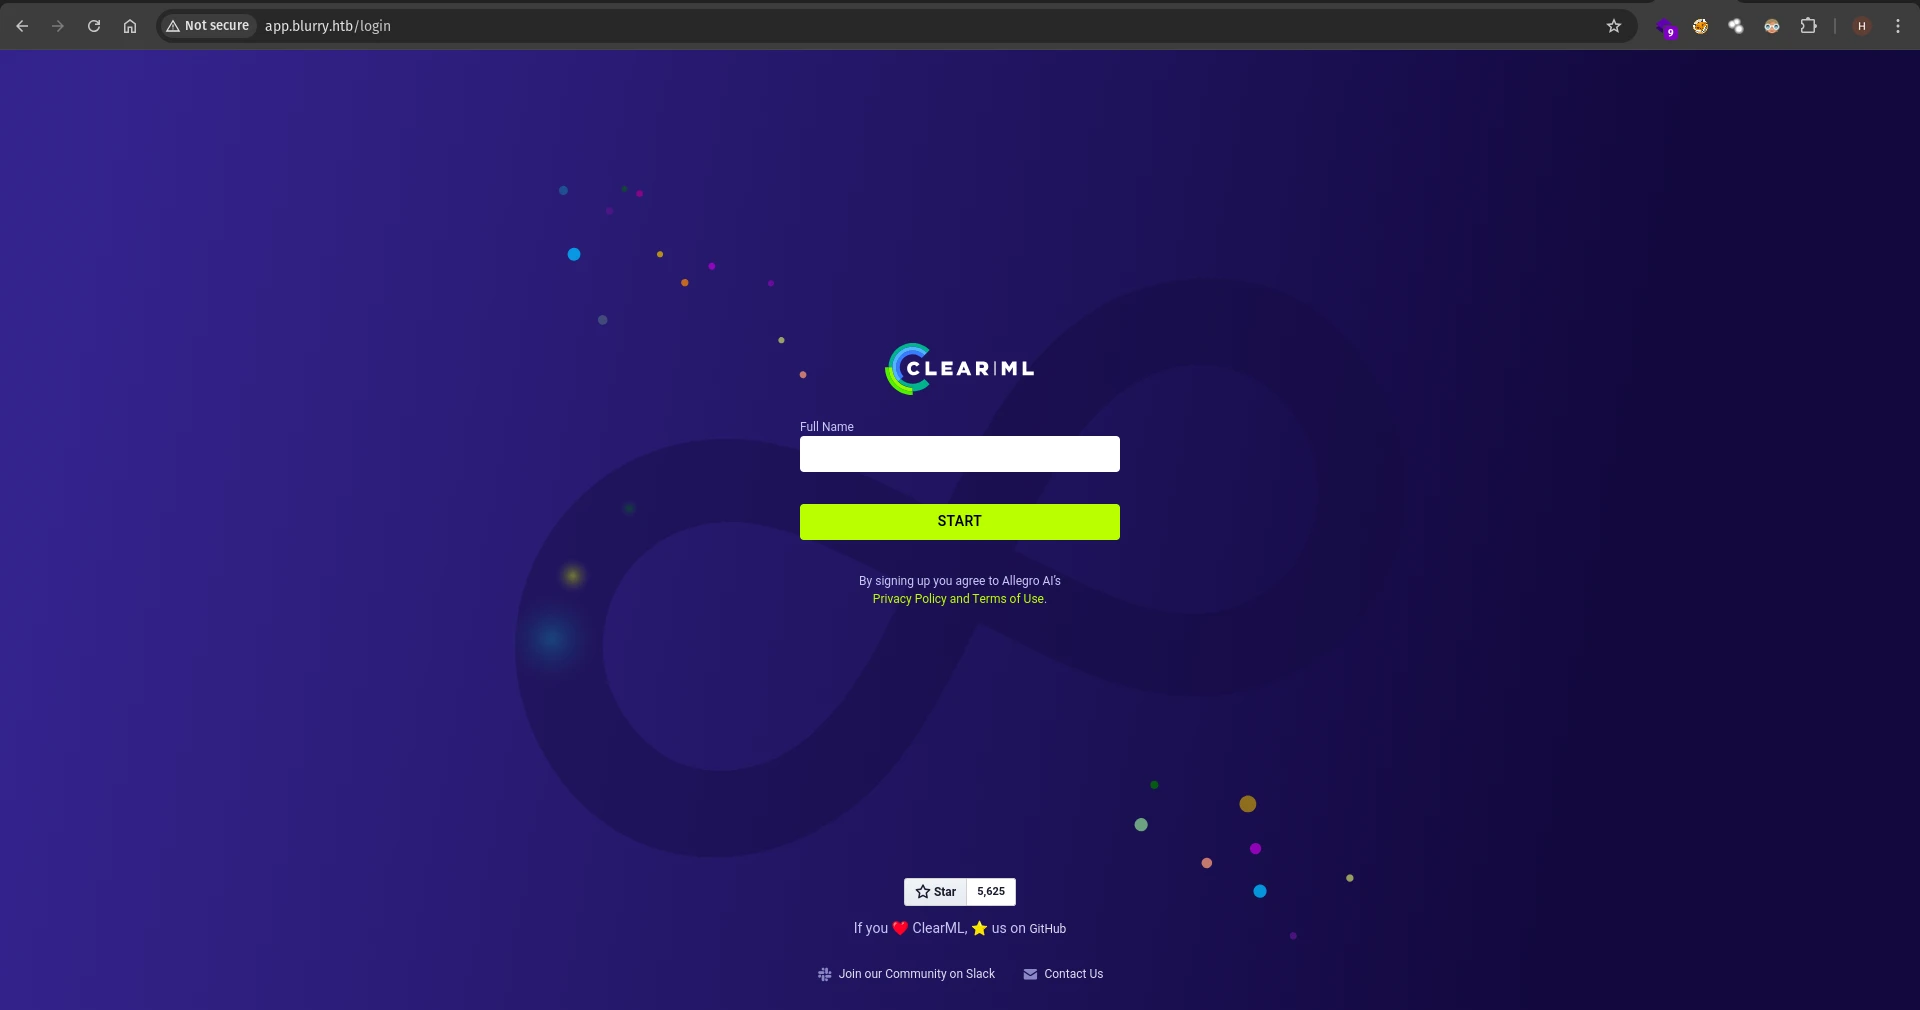 Not secure app.blurry.htb/login
9
H
CLEAR|ML
Full Name
START
By signing up you agree to Allegro AI's
Privacy Policy and Terms of Use.
Star 5,625
If you ❤️ ClearML, ⭐ us on GitHub
Join our Community on Slack Contact Us